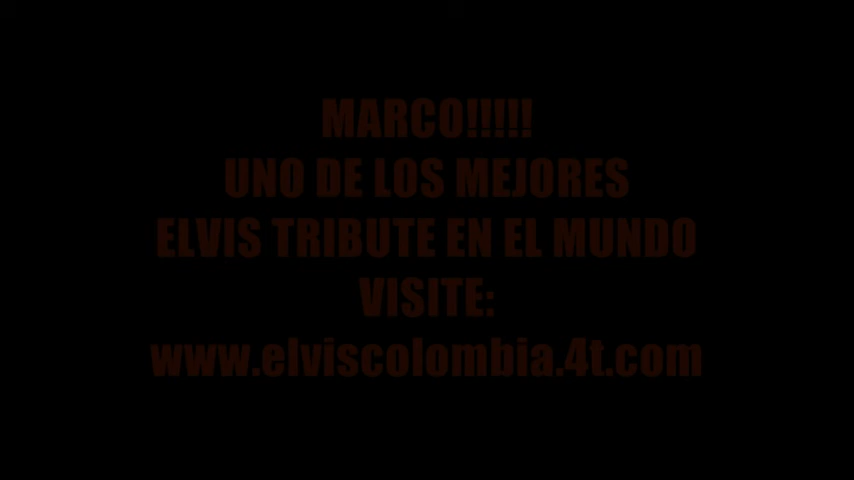 MARCO!!!!!
UNO DE LOS MEJORES
ELVIS TRIBUTE EN EL MUNDO
VISITE:
www.elviscolombia.4t.com